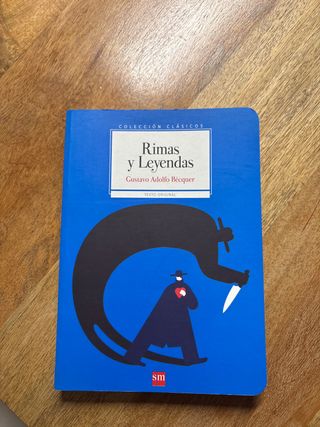 COLECCIÓN CLÁSICOS
Rimas
y Leyendas
Gustavo Adolfo Bécquer
TEXTO ORIGINAL
sm